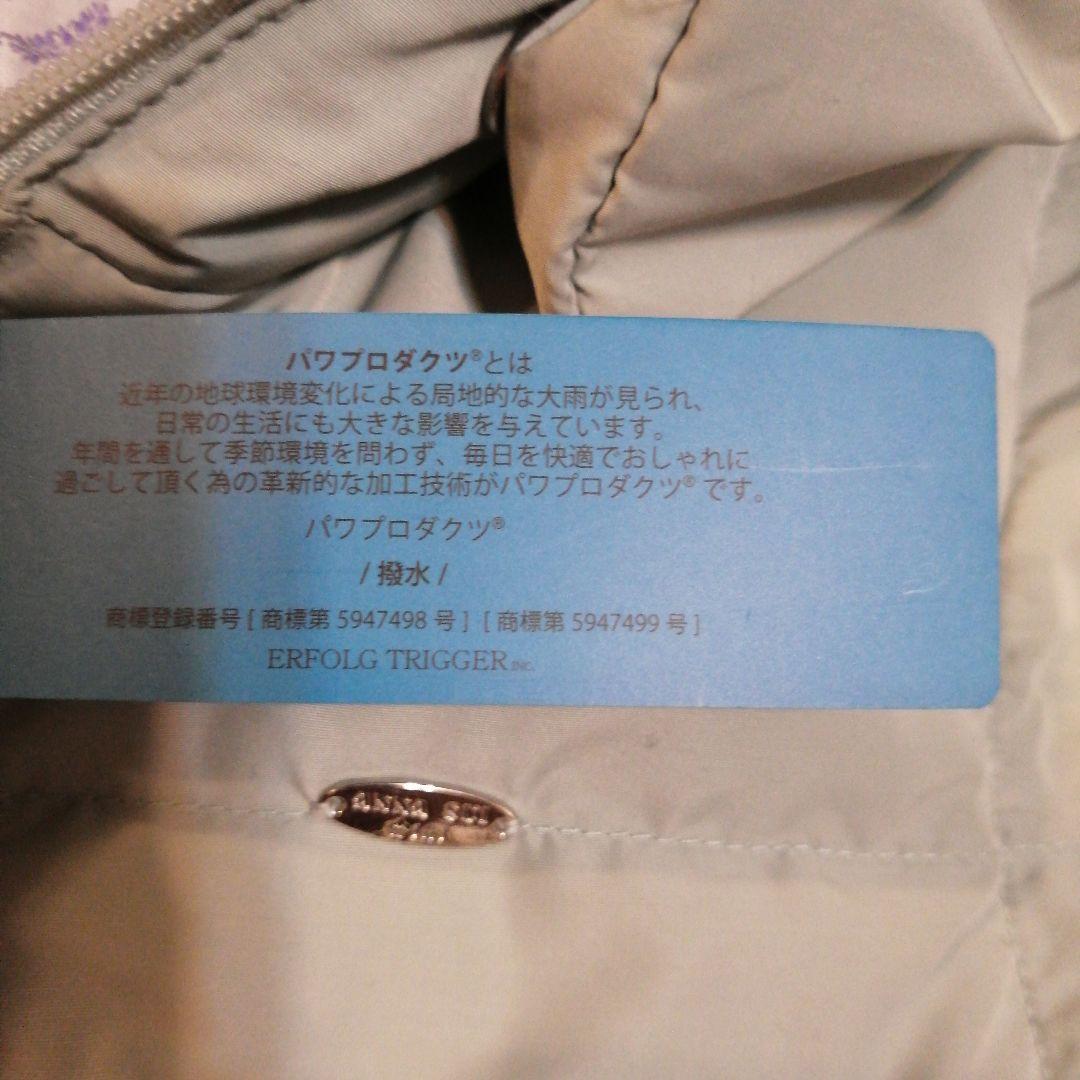 パワプロダクツ®とは
近年の地球環境変化による局地的な大雨が見られ、
日常の生活にも大きな影響を与えています。
年間を通して季節環境を問わず、毎日を快適でおしゃれに
過ごして頂く為の革新的な加工技術がパワプロダクツ®です。
パワプロダクツ®
/ 撥水 /
商標登録番号 [ 商標第 5947498 号 ] [ 商標第 5947499 号 ]
ERFOLG TRIGGER INC.
ANNA SUI